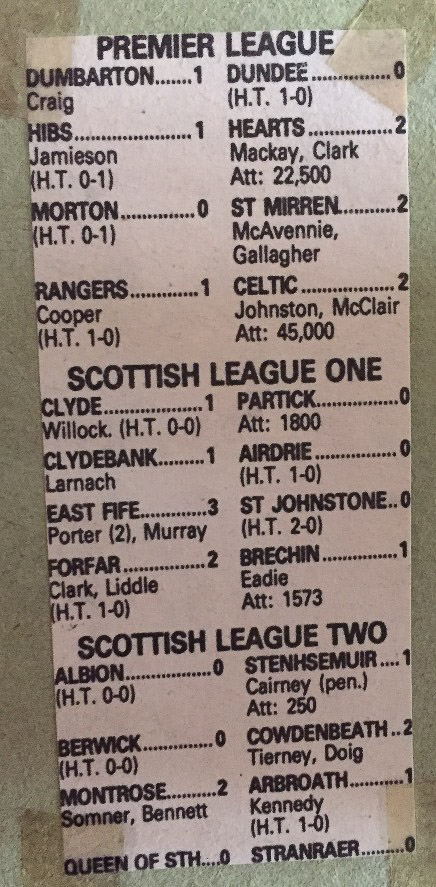 PREMIER LEAGUE
DUMBARTON.......1 DUNDEE..............0
Craig (H.T. 1-0)
HIBS......................1 HEARTS...............2
Jamieson Mackay, Clark
(H.T. 0-1) Att: 22,500
MORTON.............0 ST MIRREN..........2
(H.T. 0-1) McAvennie,
Gallagher
RANGERS............1 CELTIC.................2
Cooper Johnston, McClair
(H.T. 1-0) Att: 45,000
SCOTTISH LEAGUE ONE
CLYDE..................1 PARTICK..............0
Willock. (H.T. 0-0) Att: 1800
CLYDEBANK.........1 AIRDRIE..............0
Larnach (H.T. 1-0)
EAST FIFE............3 ST JOHNSTONE..0
Porter (2), Murray (H.T. 2-0)
FORFAR...............2 BRECHIN.............1
Clark, Liddle Eadie
(H.T. 1-0) Att: 1573
SCOTTISH LEAGUE TWO
ALBION................0 STENHSEMUIR....1
(H.T. 0-0) Cairney (pen.)
Att: 250
BERWICK..............0 COWDENBEATH..2
(H.T. 0-0) Tierney, Doig
MONTROSE.........2 ARBROATH..........1
Somner, Bennett Kennedy
(H.T. 1-0)
QUEEN OF STH....0 STRANRAER.........0